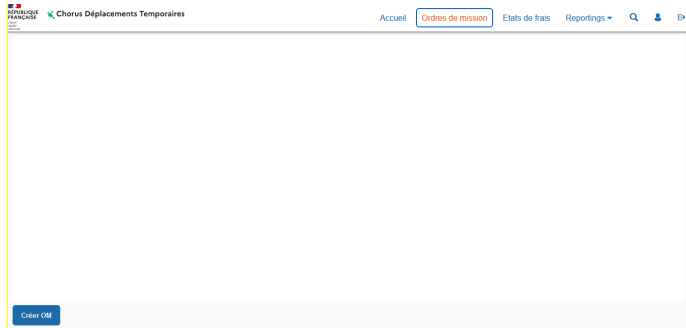 RÉPUBLIQUE
FRANÇAISE
Chorus Déplacements Temporaires
Accueil
Ordres de mission
Etats de frais
Reportings
Créer OM